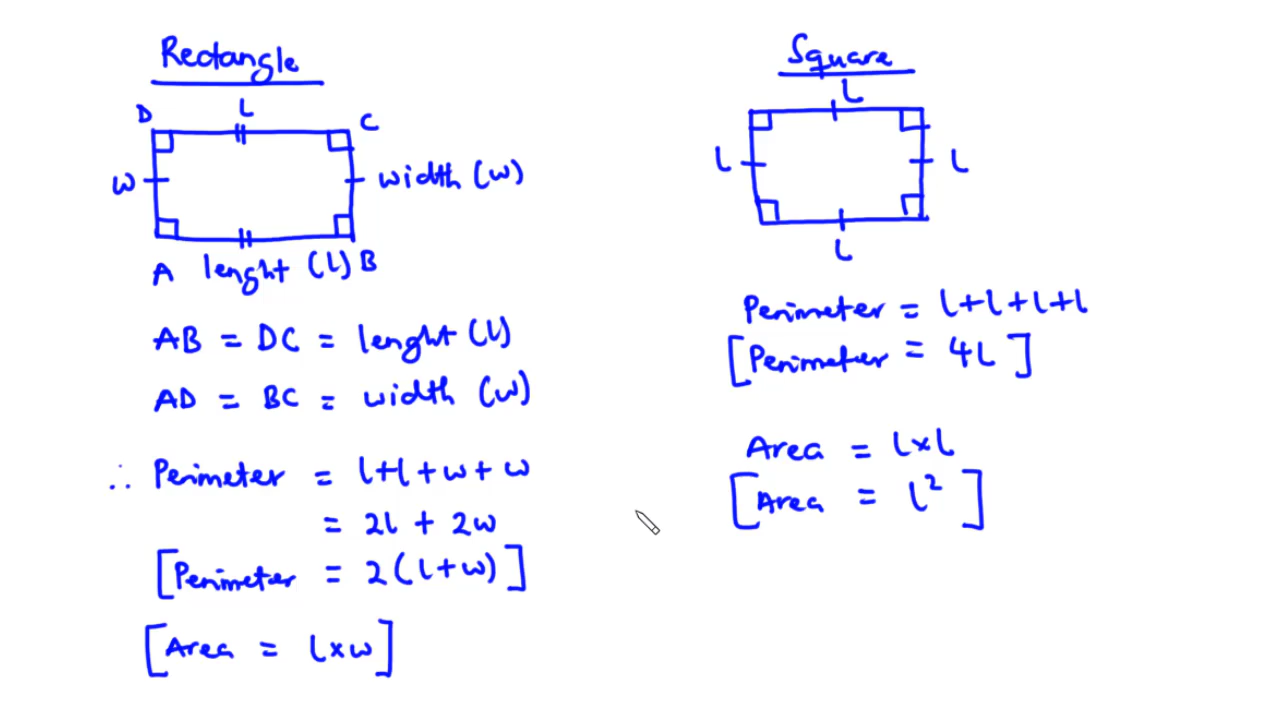 Rectangle
D L C
W width (w)
A lenght (l) B
AB = DC = lenght (l)
AD = BC = width (w)
∴ Perimeter = l+l+w+w
= 2l + 2w
[Perimeter = 2(l+w)]
[Area = l×w]
Square
L
l l
l
Perimeter = l+l+l+l
[Perimeter = 4l]
Area = l×l
[Area = l²]